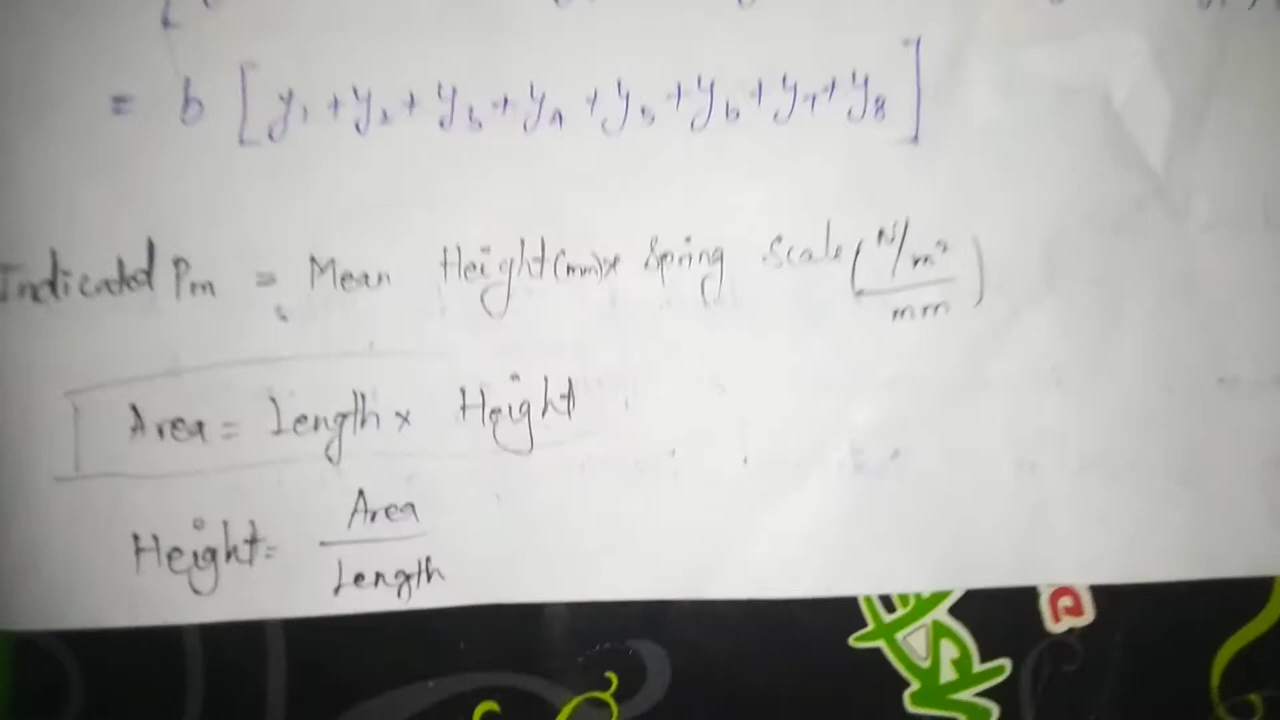 = b [y₁+y₂+y₃+y₄+y₅+y₆+y₇+y₈]
Indicated Pm = Mean Height(mm)x Spring Scale (N/m²/mm)
Area = Length x Height
Height = Area/Length